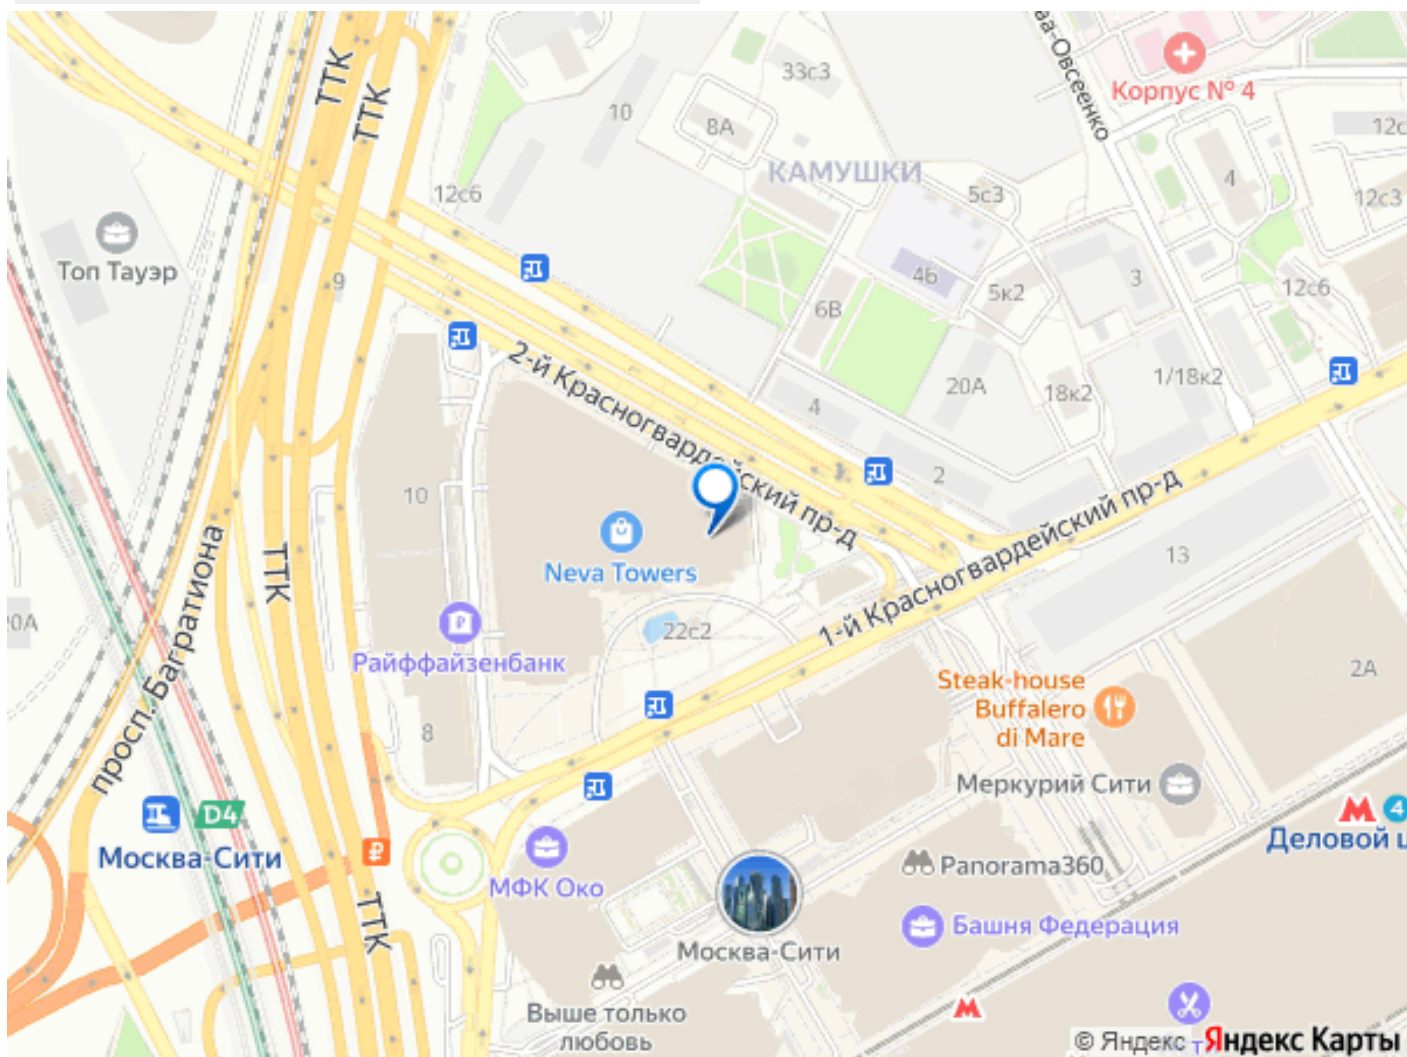 ТТК
ТТК
33с3
10
8А
КАМУШКИ
Корпус № 4
12с
4
5с3
12с3
12с6
Топ Тауэр
9
4Б
5к2
3
12с6
6В
2-й Красногвардейский пр-д
20А
18к2
1/18к2
4
2
10
Neva Towers
1-й Красногвардейский пр-д
13
ТТК
просп. Багратиона
22с2
Райффайзенбанк
8
2А
Steak-house
Buffalero
di Mare
Меркурий Сити
D4
Москва-Сити
4
Деловой ц
МФК Око
Panorama360
Башня Федерация
Москва-Сити
ТТК
Выше только
любовь
© Яндекс Яндекс Карты